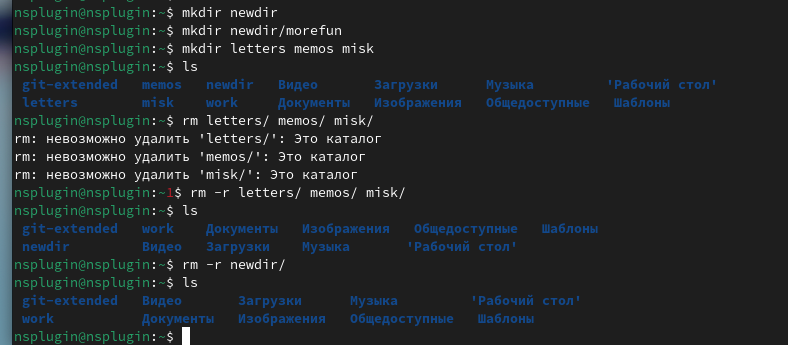 nsplugin@nsplugin:~$ mkdir newdir
nsplugin@nsplugin:~$ mkdir newdir/morefun
nsplugin@nsplugin:~$ mkdir letters memos misk
nsplugin@nsplugin:~$ ls
git-extended memos newdir Видео Загрузки Музыка 'Рабочий стол'
letters misk work Документы Изображения Общедоступные Шаблоны
nsplugin@nsplugin:~$ rm letters/ memos/ misk/
rm: невозможно удалить 'letters/': Это каталог
rm: невозможно удалить 'memos/': Это каталог
rm: невозможно удалить 'misk/': Это каталог
nsplugin@nsplugin:~1$ rm -r letters/ memos/ misk/
nsplugin@nsplugin:~$ ls
git-extended work Документы Изображения Общедоступные Шаблоны
newdir Видео Загрузки Музыка 'Рабочий стол'
nsplugin@nsplugin:~$ rm -r newdir/
nsplugin@nsplugin:~$ ls
git-extended Видео Загрузки Музыка 'Рабочий стол'
work Документы Изображения Общедоступные Шаблоны
nsplugin@nsplugin:~$